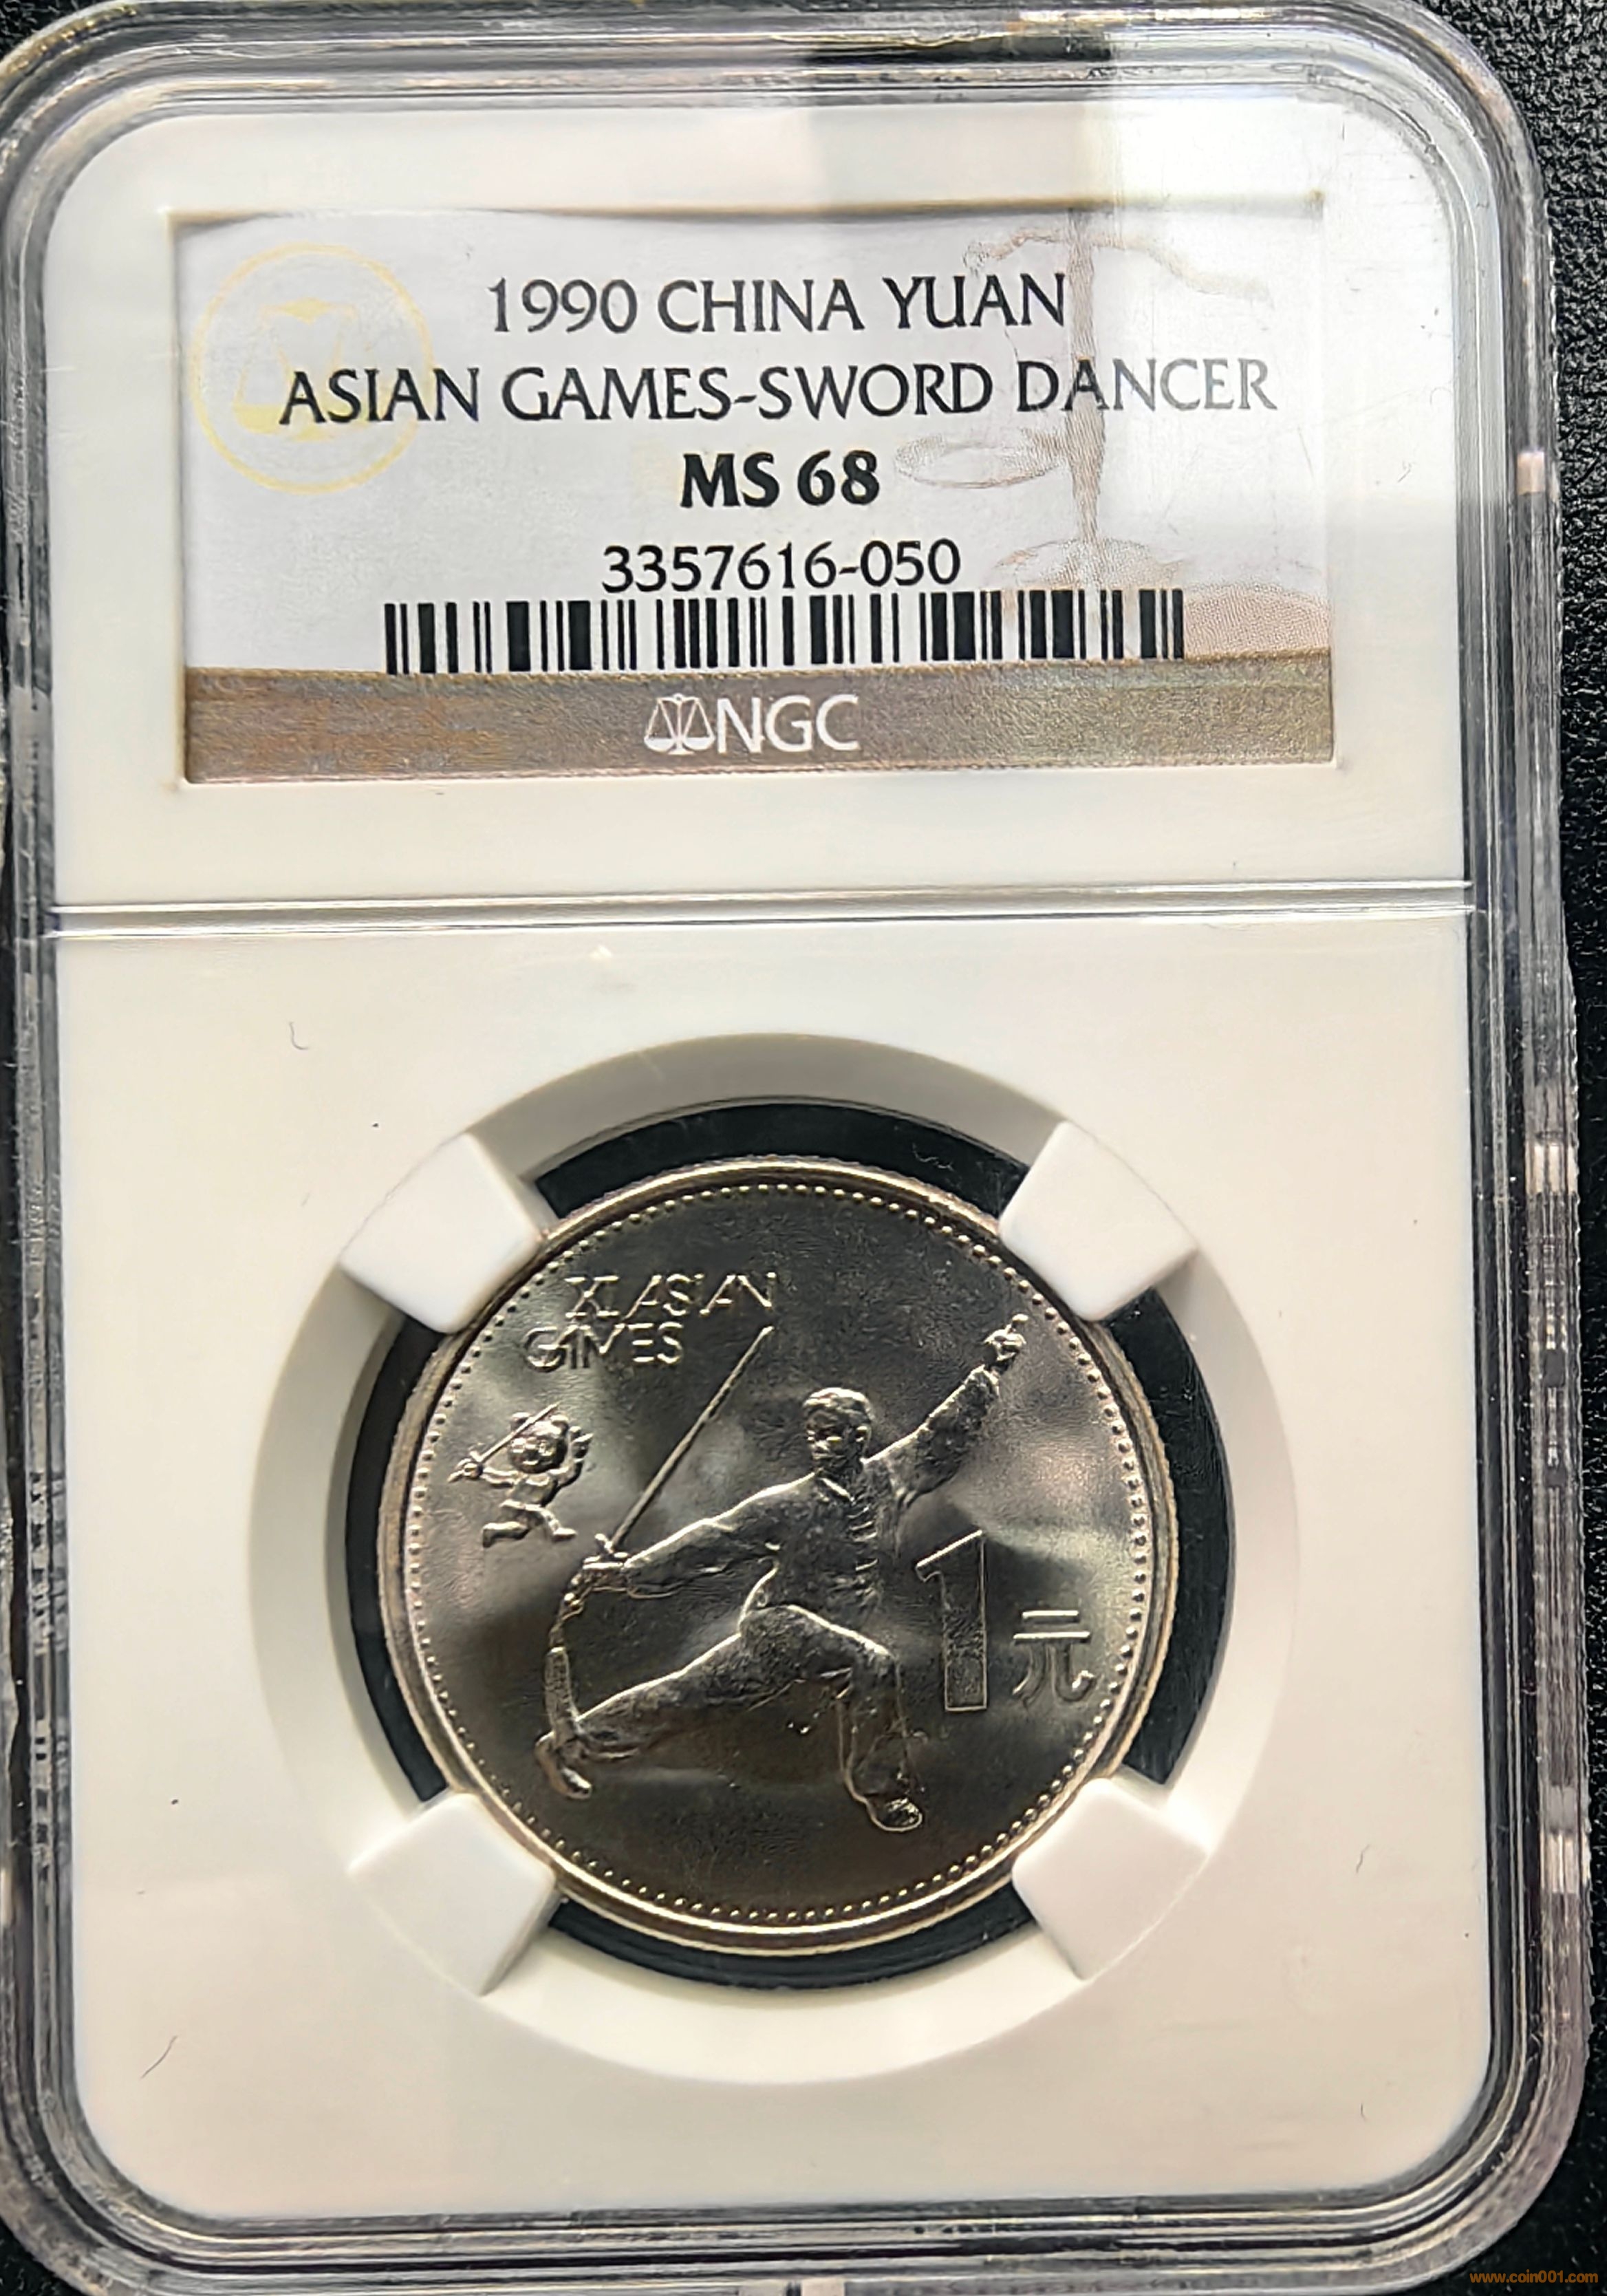 1990 CHINA YUAN
ASIAN GAMES-SWORD DANCER
MS 68
3357616-050
NGC
XI ASIAN
GAMES
1元
www.coin001.com